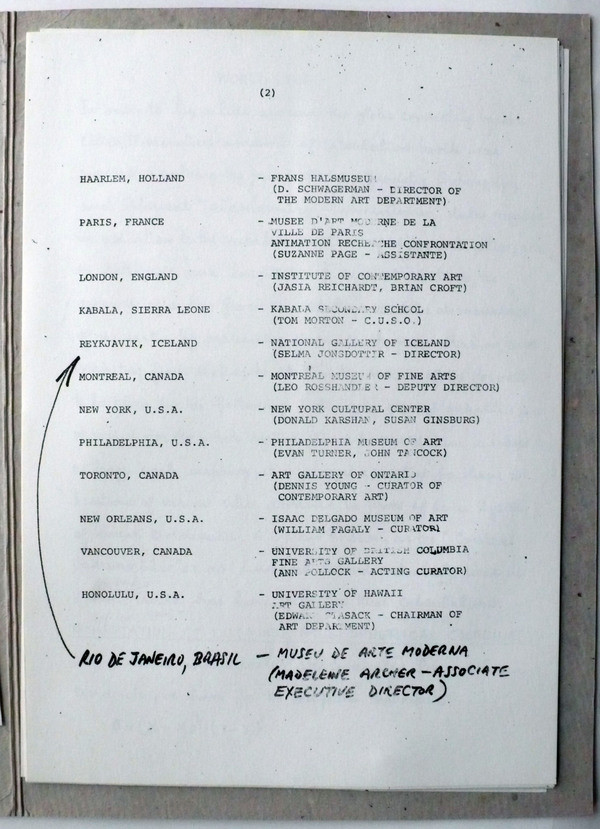 (2)
HAARLEM, HOLLAND - FRANS HALSMUSEUM
(D. SCHWAGERMAN - DIRECTOR OF
THE MODERN ART DEPARTMENT)
PARIS, FRANCE - MUSEE D'ART MODERNE DE LA
VILLE DE PARIS
ANIMATION RECHERCHE CONFRONTATION
(SUZANNE PAGE - ASSISTANTE)
LONDON, ENGLAND - INSTITUTE OF CONTEMPORARY ART
(JASIA REICHARDT, BRIAN CROFT)
KABALA, SIERRA LEONE - KABALA SECONDARY SCHOOL
(TOM MORTON - C.U.S.O.)
REYKJAVIK, ICELAND - NATIONAL GALLERY OF ICELAND
(SELMA JONSDOTTIR - DIRECTOR)
MONTREAL, CANADA - MONTREAL MUSEUM OF FINE ARTS
(LEO ROSSHANDLER - DEPUTY DIRECTOR)
NEW YORK, U.S.A. - NEW YORK CULTURAL CENTER
(DONALD KARSHAN, SUSAN GINSBURG)
PHILADELPHIA, U.S.A. - PHILADELPHIA MUSEUM OF ART
(EVAN TURNER, JOHN TANCOCK)
TORONTO, CANADA - ART GALLERY OF ONTARIO
(DENNIS YOUNG - CURATOR OF
CONTEMPORARY ART)
NEW ORLEANS, U.S.A. - ISAAC DELGADO MUSEUM OF ART
(WILLIAM FAGALY - CURATOR)
VANCOUVER, CANADA - UNIVERSITY OF BRITISH COLUMBIA
FINE ARTS GALLERY
(ANN POLLOCK - ACTING CURATOR)
HONOLULU, U.S.A. - UNIVERSITY OF HAWAII
ART GALLERY
(EDWARD STASACK - CHAIRMAN OF
ART DEPARTMENT)
RIO DE JANEIRO, BRASIL - MUSEU DE ARTE MODERNA
(MADELEINE ARCHER - ASSOCIATE
EXECUTIVE DIRECTOR)